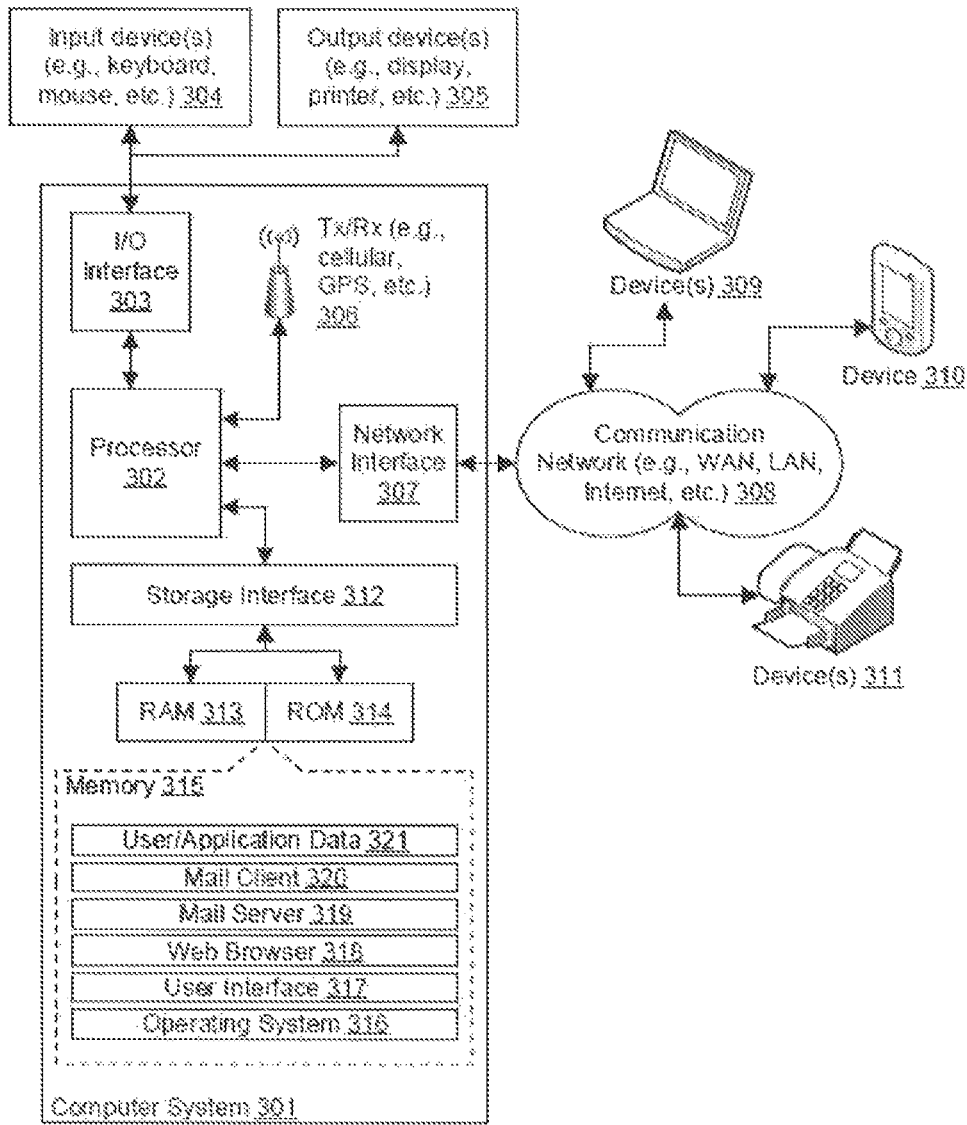 Input device(s)
(e.g., keyboard,
mouse, etc.) 304
Output device(s)
(e.g., display,
printer, etc.) 305
I/O
Interface
303
Tx/Rx (e.g.,
cellular,
GPS, etc.)
306
Processor
302
Network
Interface
307
Device(s) 309
Device 310
Communication
Network (e.g., WAN, LAN,
Internet, etc.) 308
Device(s) 311
Storage Interface 312
RAM 313
ROM 314
Memory 315
User/Application Data 321
Mail Client 320
Mail Server 319
Web Browser 318
User Interface 317
Operating System 316
Computer System 301